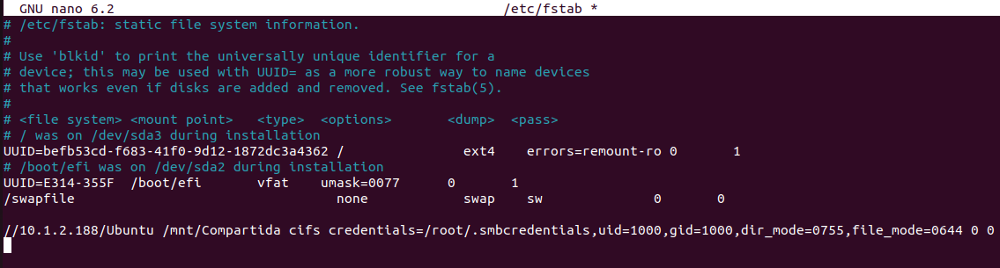 GNU nano 6.2 /etc/fstab *
# /etc/fstab: static file system information.
#
# Use 'blkid' to print the universally unique identifier for a
# device; this may be used with UUID= as a more robust way to name devices
# that works even if disks are added and removed. See fstab(5).
#
# <file system> <mount point>   <type>  <options>       <dump>  <pass>
# / was on /dev/sda3 during installation
UUID=befb53cd-f683-41f0-9d12-1872dc3a4362 /               ext4    errors=remount-ro 0       1
# /boot/efi was on /dev/sda2 during installation
UUID=E314-355F  /boot/efi       vfat    umask=0077      0       1
/swapfile                                 none            swap    sw              0       0
//10.1.2.188/Ubuntu /mnt/Compartida cifs credentials=/root/.smbcredentials,uid=1000,gid=1000,dir_mode=0755,file_mode=0644 0 0